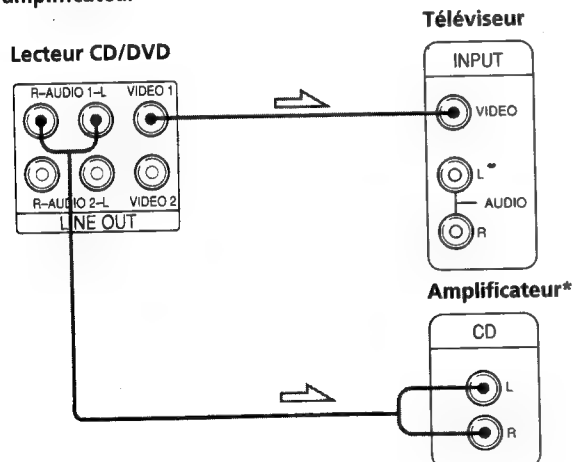 amplificateur
Téléviseur
Lecteur CD/DVD
INPUT
R–AUDIO 1–L VIDEO 1
VIDEO
L
AUDIO
R
R–AUDIO 2–L VIDEO 2
LINE OUT
Amplificateur*
CD
L
R